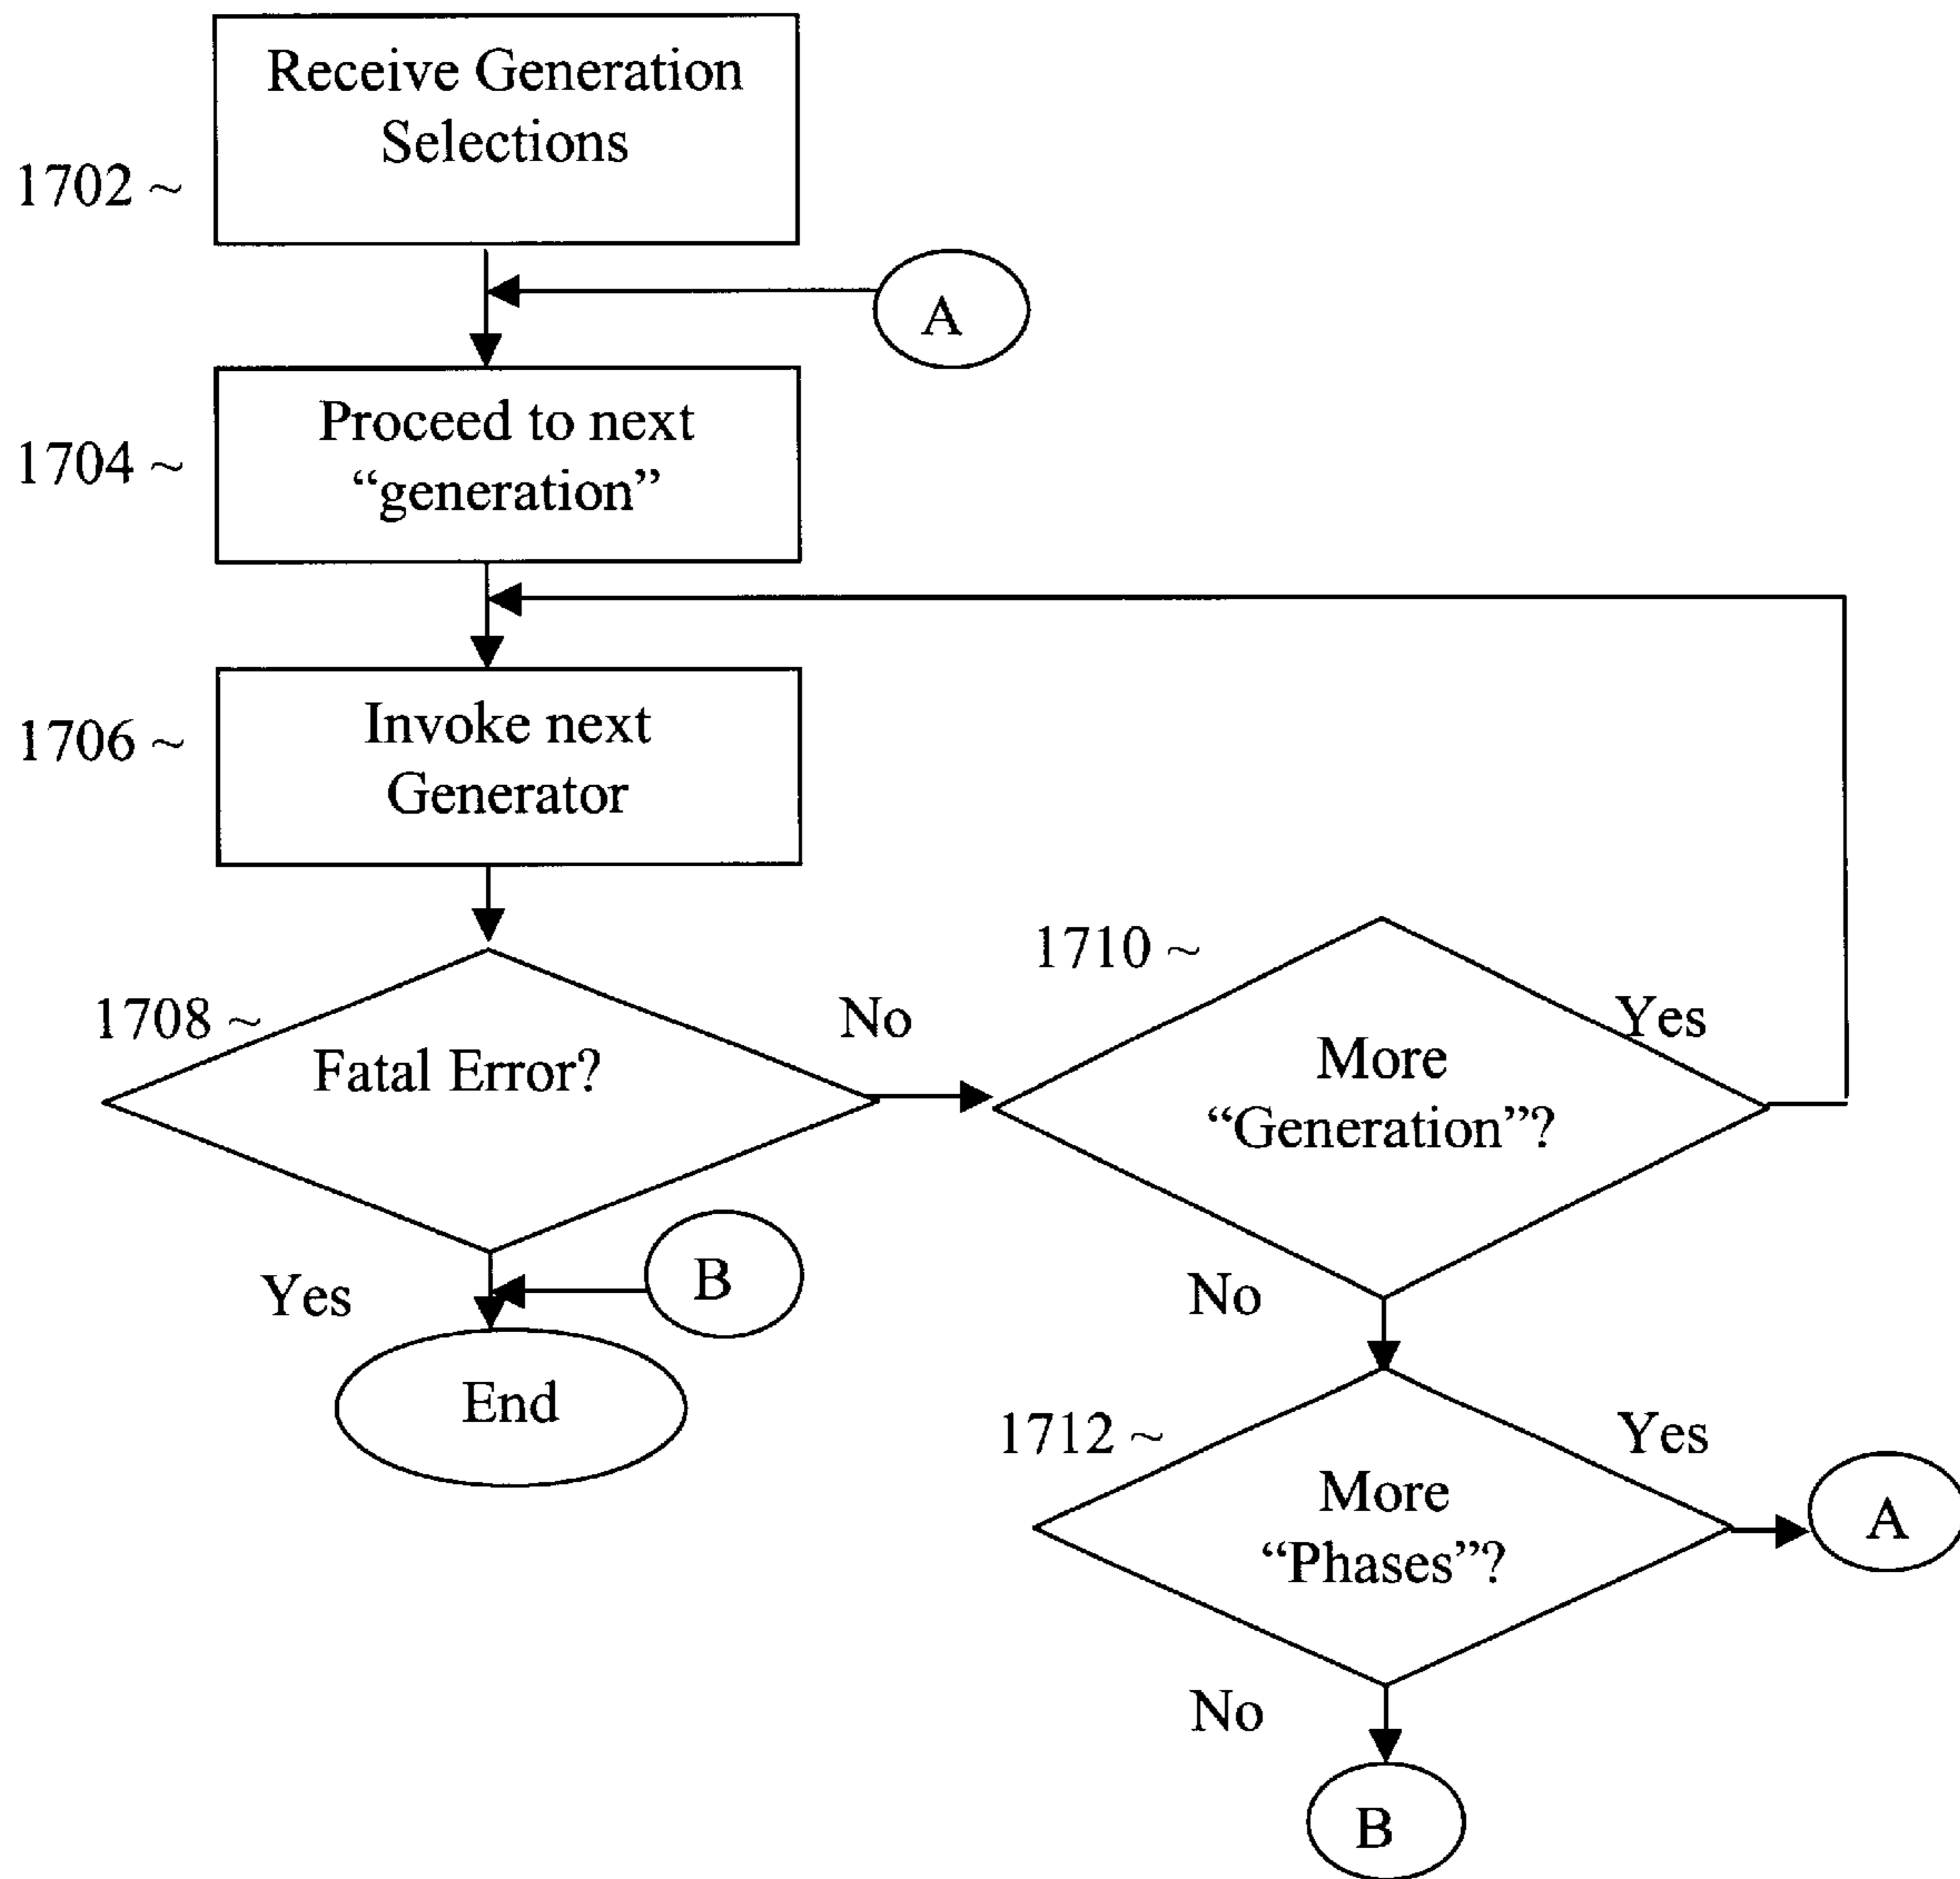 Receive Generation
Selections
1702 ~
A
Proceed to next
“generation”
1704 ~
Invoke next
Generator
1706 ~
1708 ~
Fatal Error?
No
1710 ~
More
“Generation”?
Yes
Yes
B
End
No
1712 ~
More
“Phases”?
Yes
A
No
B